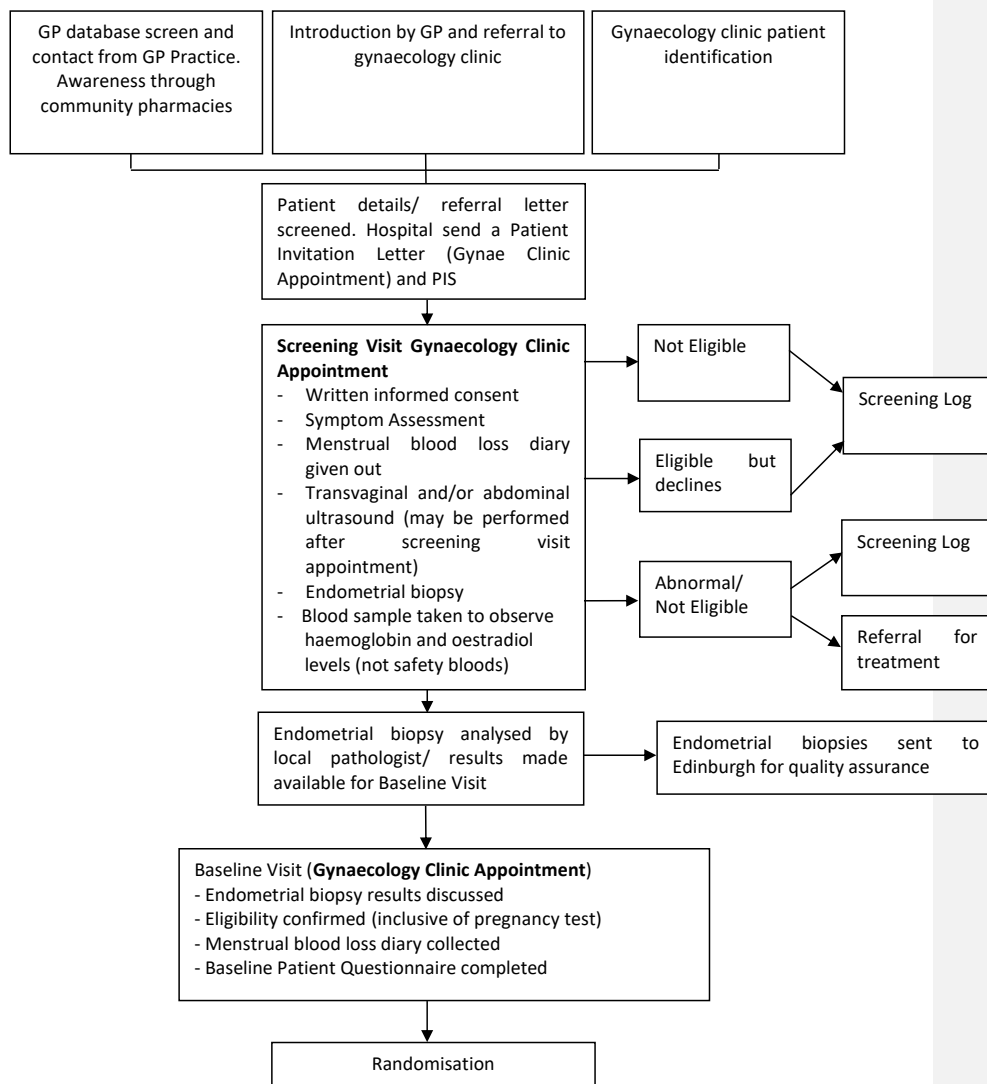 GP database screen and
contact from GP Practice.
Awareness through
community pharmacies
Introduction by GP and referral to
gynaecology clinic
Gynaecology clinic patient
identification
Patient details/ referral letter
screened. Hospital send a Patient
Invitation Letter (Gynae Clinic
Appointment) and PIS
Screening Visit Gynaecology Clinic
Appointment
- Written informed consent
- Symptom Assessment
- Menstrual blood loss diary
given out
- Transvaginal and/or abdominal
ultrasound (may be performed
after screening visit
appointment)
- Endometrial biopsy
- Blood sample taken to observe
haemoglobin and oestradiol
levels (not safety bloods)
Not Eligible
Screening Log
Eligible but
declines
Abnormal/
Not Eligible
Screening Log
Referral for
treatment
Endometrial biopsy analysed by
local pathologist/ results made
available for Baseline Visit
Endometrial biopsies sent to
Edinburgh for quality assurance
Baseline Visit (Gynaecology Clinic Appointment)
- Endometrial biopsy results discussed
- Eligibility confirmed (inclusive of pregnancy test)
- Menstrual blood loss diary collected
- Baseline Patient Questionnaire completed
Randomisation